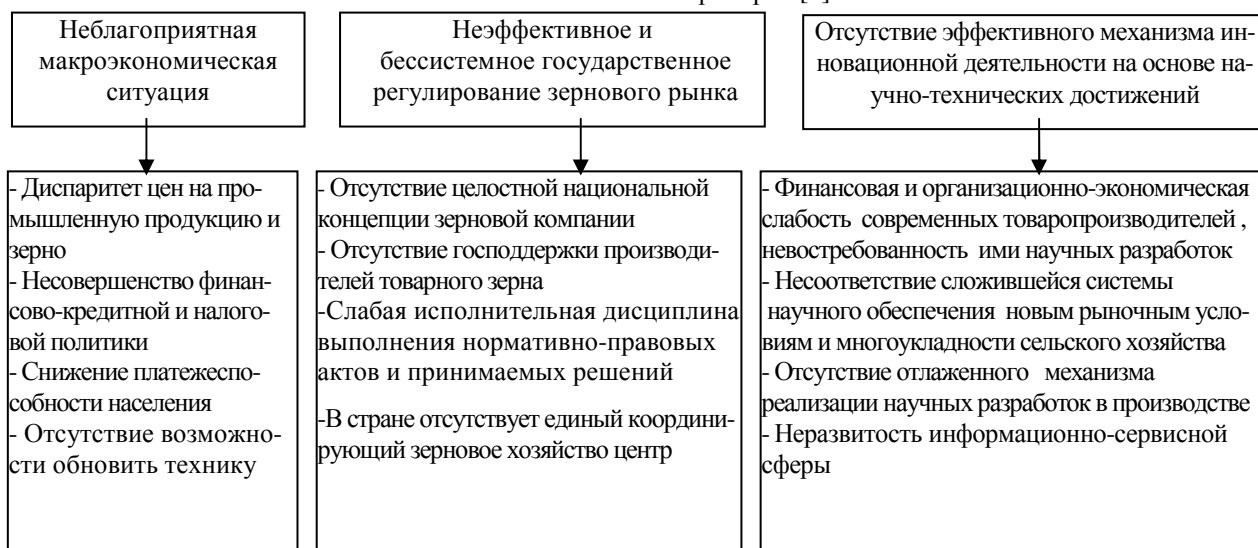 Неблагоприятная
макроэкономическая
ситуация
Неэффективное и
бессистемное государственное
регулирование зернового рынка
Отсутствие эффективного механизма ин-
новационной деятельности на основе на-
учно-технических достижений
- Диспаритет цен на про-
мышленную продукцию и
зерно
- Несовершенство финан-
сово-кредитной и налого-
вой политики
- Снижение платежеспо-
собности населения
- Отсутствие возможно-
сти обновить технику
- Отсутствие целостной национальной
концепции зерновой компании
- Отсутствие господдержки производи-
телей товарного зерна
-Слабая исполнительная дисциплина
выполнения нормативно-правовых
актов и принимаемых решений
-В стране отсутствует единый координи-
рующий зерновое хозяйство центр
- Финансовая и организационно-экономическая
слабость современных товаропроизводителей ,
невостребованность ими научных разработок
- Несоответствие сложившейся системы
научного обеспечения новым рыночным усло-
виям и многоукладности сельского хозяйства
- Отсутствие отлаженного механизма
реализации научных разработок в производстве
- Неразвитость информационно-сервисной
сферы